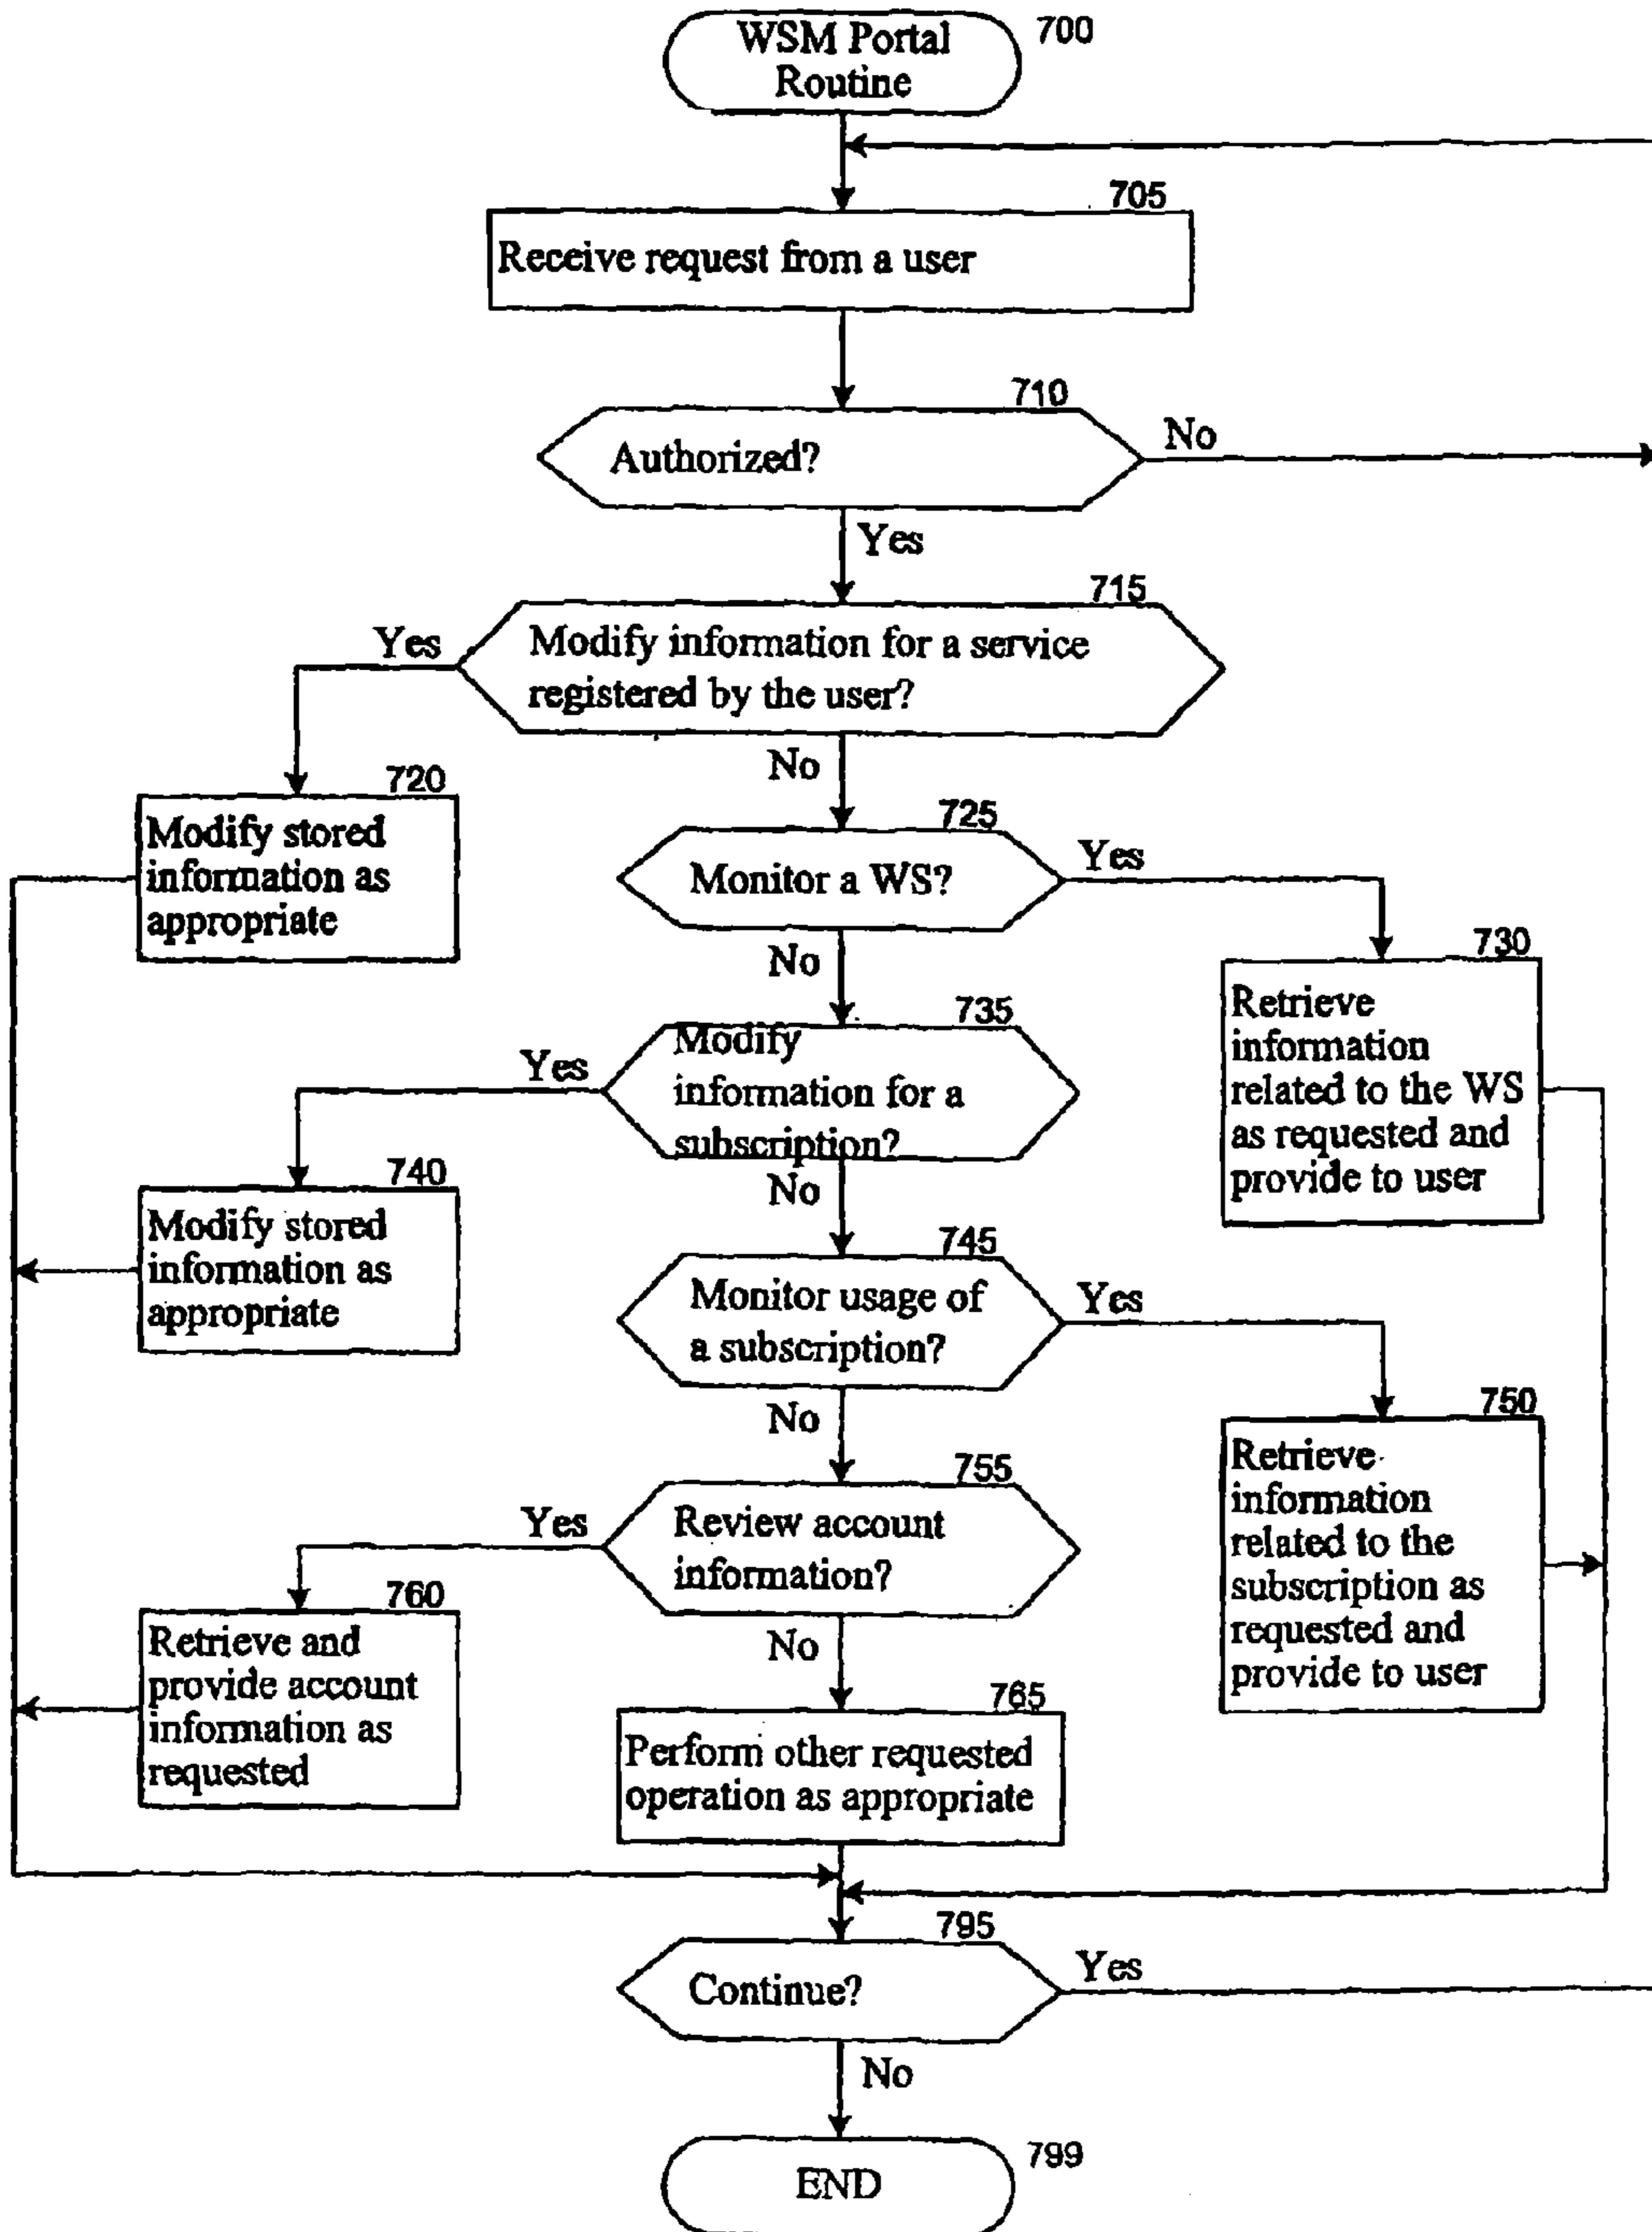 WSM Portal
Routine
700
705
Receive request from a user
710
Authorized?
No
Yes
715
Yes
Modify information for a service
registered by the user?
No
720
Modify stored
information as
appropriate
725
Monitor a WS?
Yes
No
730
Retrieve
information
related to the WS
as requested and
provide to user
735
Yes
Modify
information for a
subscription?
No
740
Modify stored
information as
appropriate
745
Monitor usage of
a subscription?
Yes
No
750
Retrieve
information
related to the
subscription as
requested and
provide to user
755
Yes
Review account
information?
No
760
Retrieve and
provide account
information as
requested
765
Perform other requested
operation as appropriate
795
Continue?
Yes
No
799
END